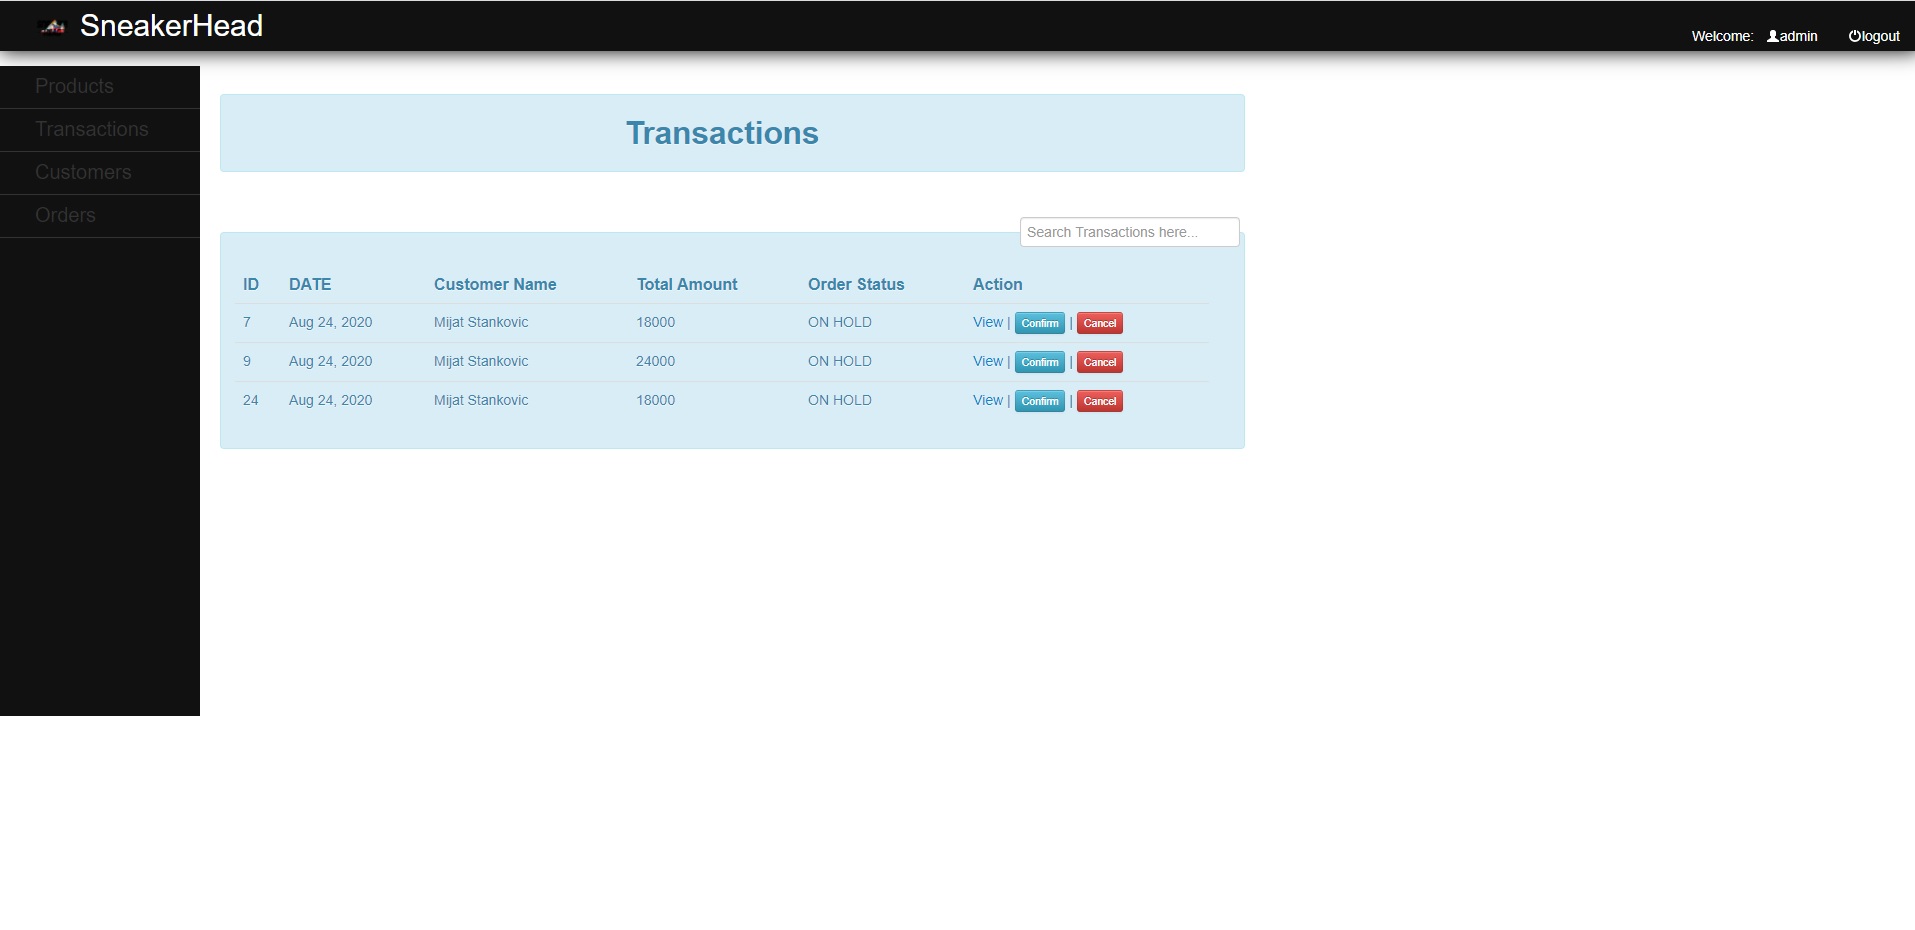 SneakerHead
Welcome: admin logout
Products
Transactions
Customers
Orders
Transactions
Search Transactions here...
ID DATE Customer Name Total Amount Order Status Action
7 Aug 24, 2020 Mijat Stankovic 18000 ON HOLD View | Confirm | Cancel
9 Aug 24, 2020 Mijat Stankovic 24000 ON HOLD View | Confirm | Cancel
24 Aug 24, 2020 Mijat Stankovic 18000 ON HOLD View | Confirm | Cancel